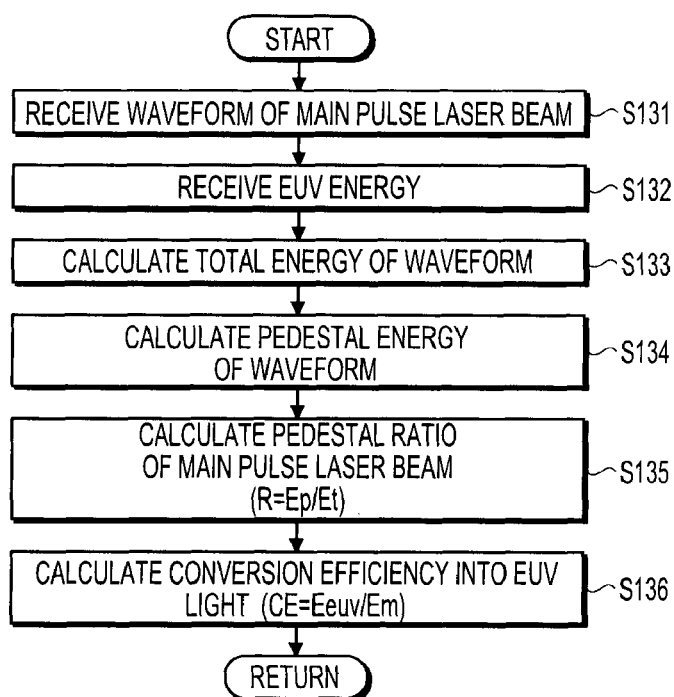 START
RECEIVE WAVEFORM OF MAIN PULSE LASER BEAM
S131
RECEIVE EUV ENERGY
S132
CALCULATE TOTAL ENERGY OF WAVEFORM
S133
CALCULATE PEDESTAL ENERGY
OF WAVEFORM
S134
CALCULATE PEDESTAL RATIO
OF MAIN PULSE LASER BEAM
(R=Ep/Et)
S135
CALCULATE CONVERSION EFFICIENCY INTO EUV
LIGHT (CE=Eeuv/Em)
S136
RETURN